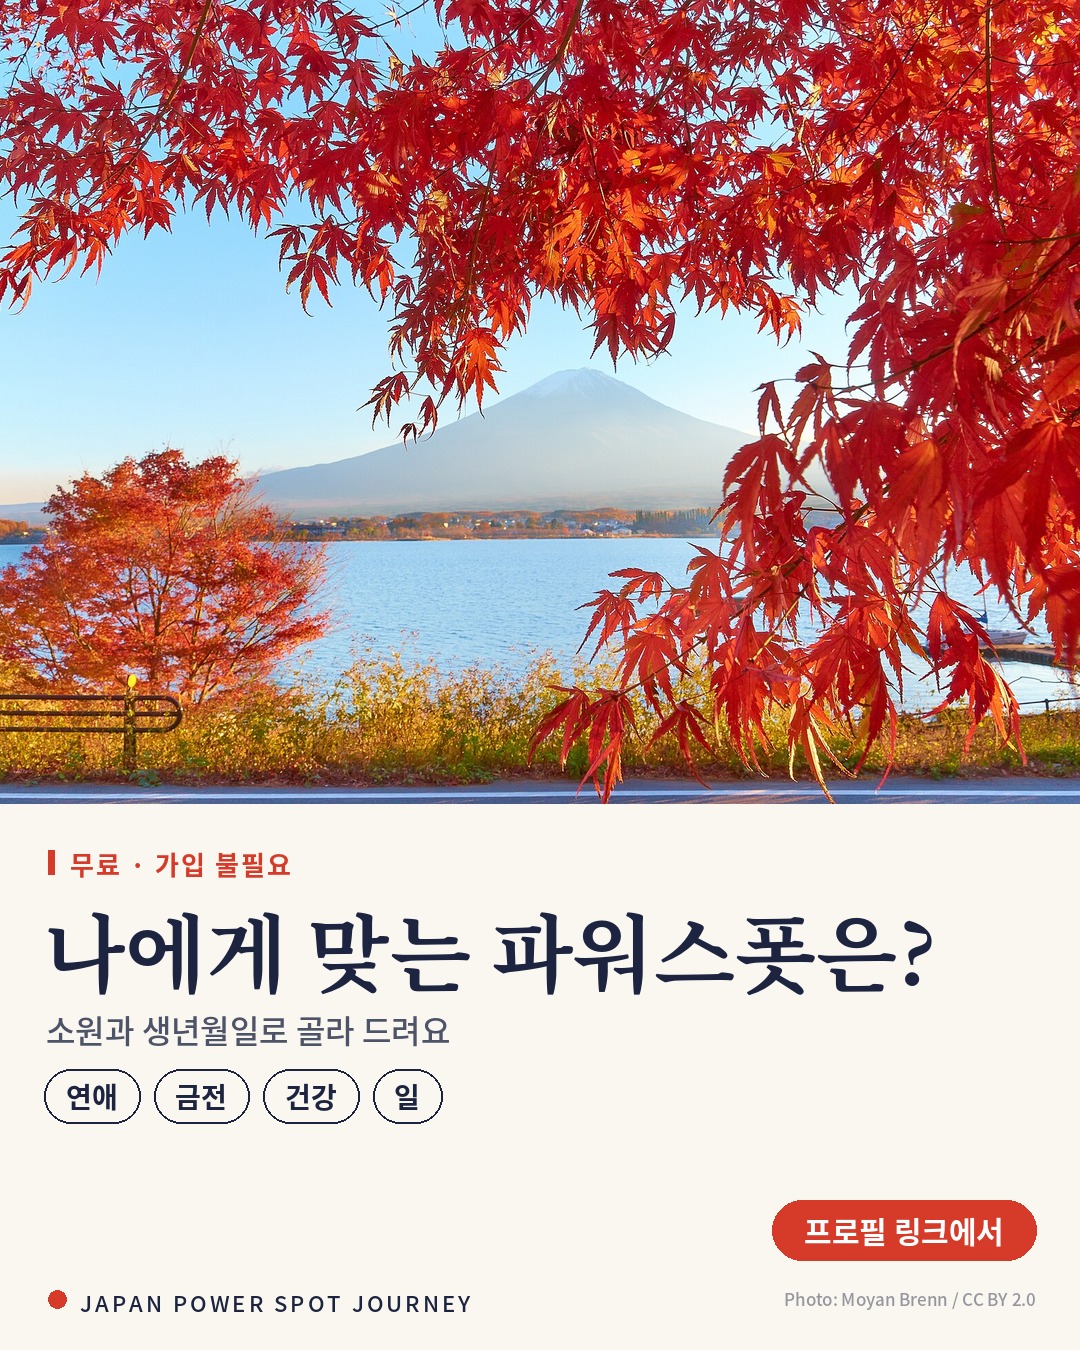 무료 · 가입 불필요
나에게 맞는 파워스폿은?
소원과 생년월일로 골라 드려요
연애 금전 건강 일
프로필 링크에서
JAPAN POWER SPOT JOURNEY
Photo: Moyan Brenn / CC BY 2.0